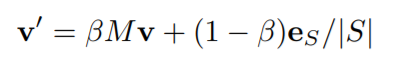 v′ = βMv + (1 − β)e_S/|S|